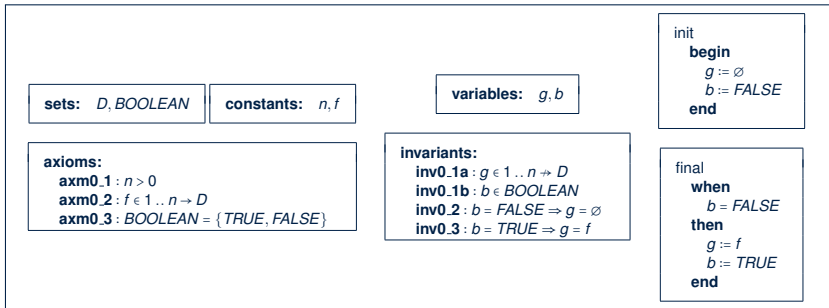 sets: D, BOOLEAN
constants: n, f
axioms:
axm0_1 : n > 0
axm0_2 : f ∈ 1 .. n → D
axm0_3 : BOOLEAN = {TRUE, FALSE}
variables: g, b
invariants:
inv0_1a : g ∈ 1 .. n ⇸ D
inv0_1b : b ∈ BOOLEAN
inv0_2 : b = FALSE ⇒ g = ∅
inv0_3 : b = TRUE ⇒ g = f
init
begin
g := ∅
b := FALSE
end
final
when
b = FALSE
then
g := f
b := TRUE
end